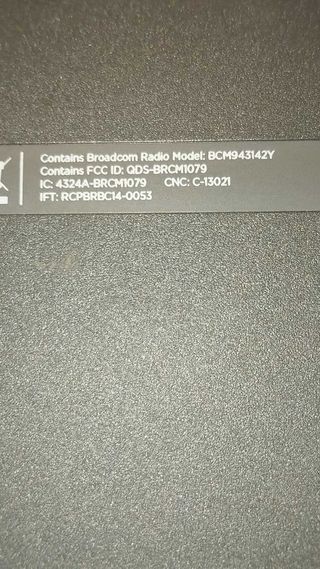 Contains Broadcom Radio Model: BCM943142Y
Contains FCC ID: QDS-BRCM1079
IC: 4324A-BRCM1079 CNC: C-13021
IFT: RCPBRBC14-0053